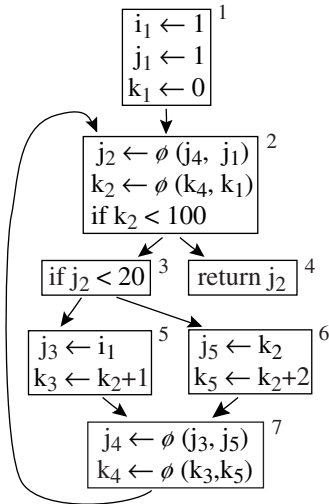 1
i₁ ← 1
j₁ ← 1
k₁ ← 0
2
j₂ ← ϕ (j₄, j₁)
k₂ ← ϕ (k₄, k₁)
if k₂ < 100
3
if j₂ < 20
4
return j₂
5
j₃ ← i₁
k₃ ← k₂+1
6
j₅ ← k₂
k₅ ← k₂+2
7
j₄ ← ϕ (j₃, j₅)
k₄ ← ϕ (k₃,k₅)